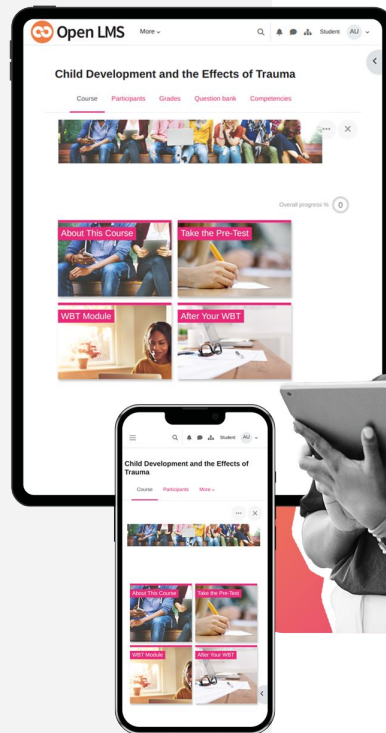 Open LMS
More
Student
AU
Child Development and the Effects of Trauma
Course
Participants
Grades
Question bank
Competencies
Overall progress %
0
About This Course
Take the Pre-Test
WBT Module
After Your WBT
Student
AU
Child Development and the Effects of
Trauma
Course
Participants
More
About This Course
Take the Pre-Test
WBT Module
After Your WBT